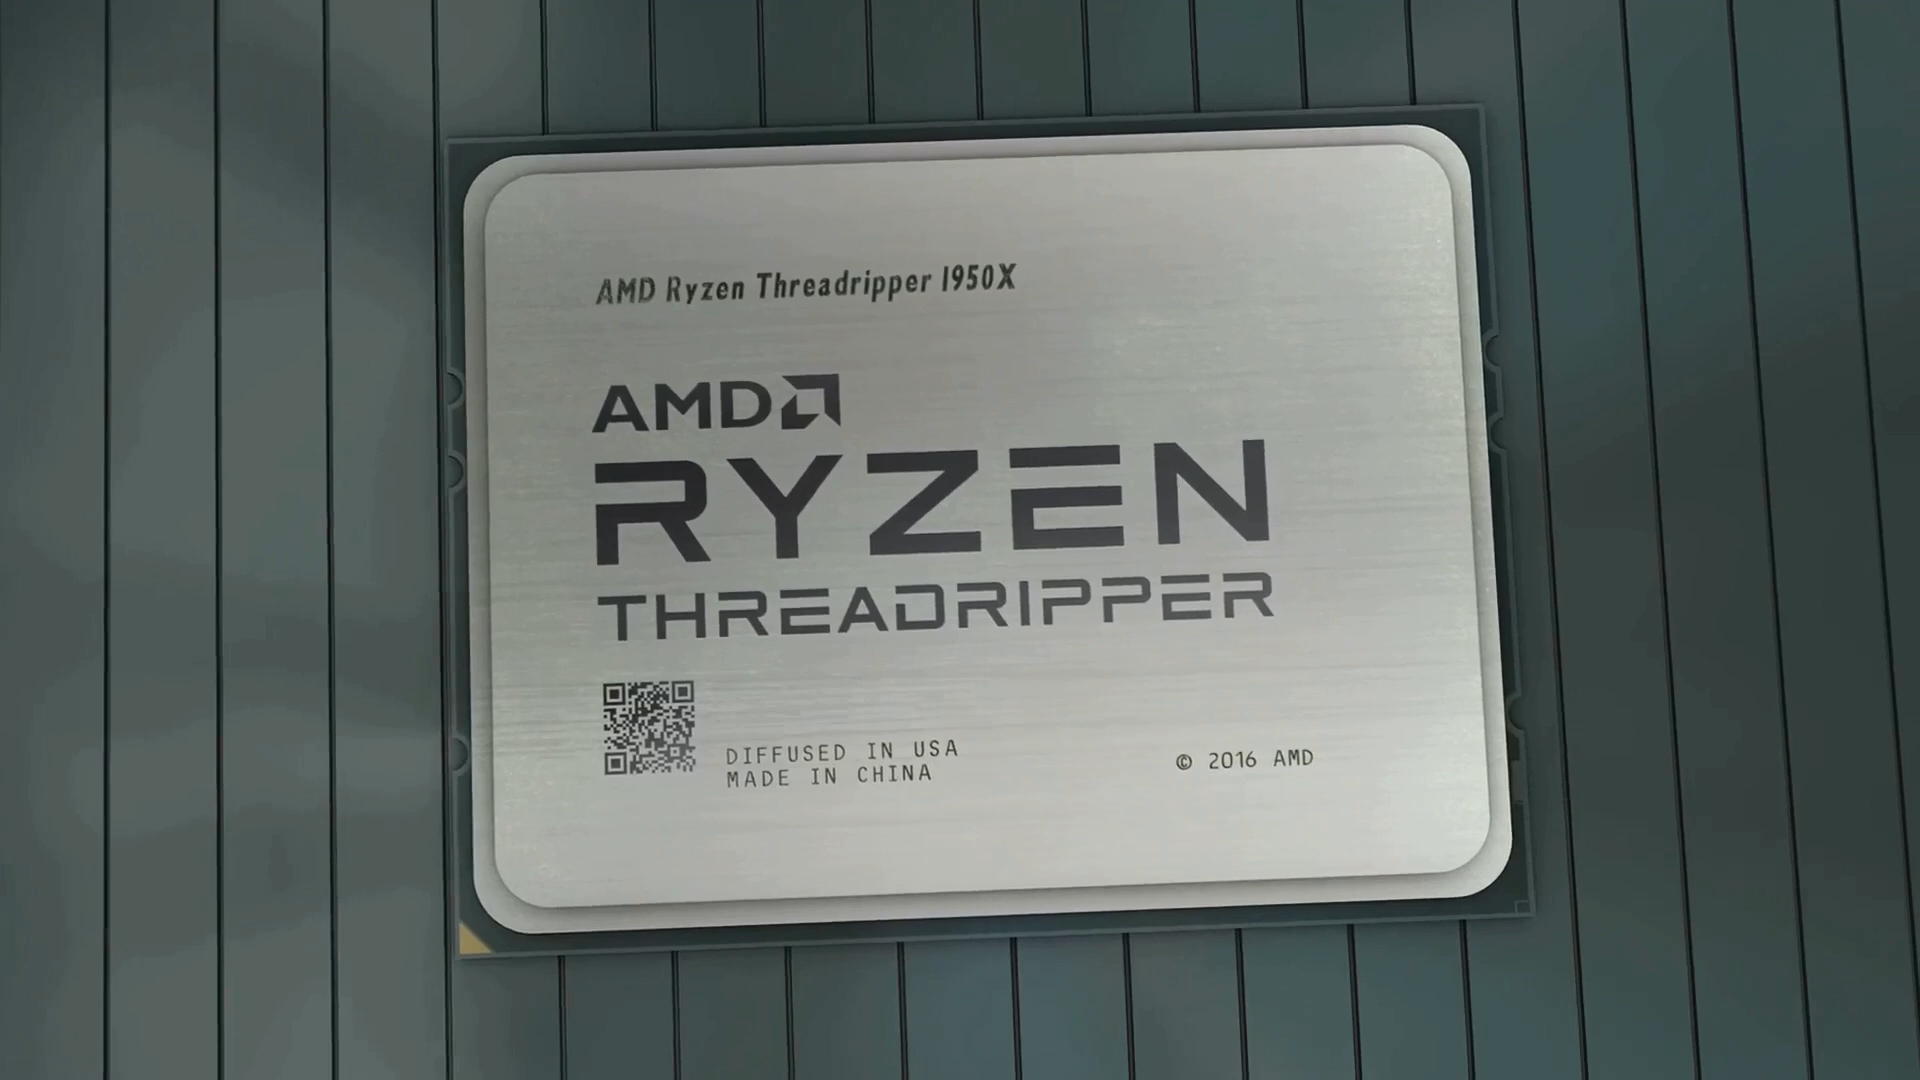 AMD Ryzen Threadripper 1950X
AMD
RYZEN
THREADRIPPER
DIFFUSED IN USA
MADE IN CHINA
© 2016 AMD